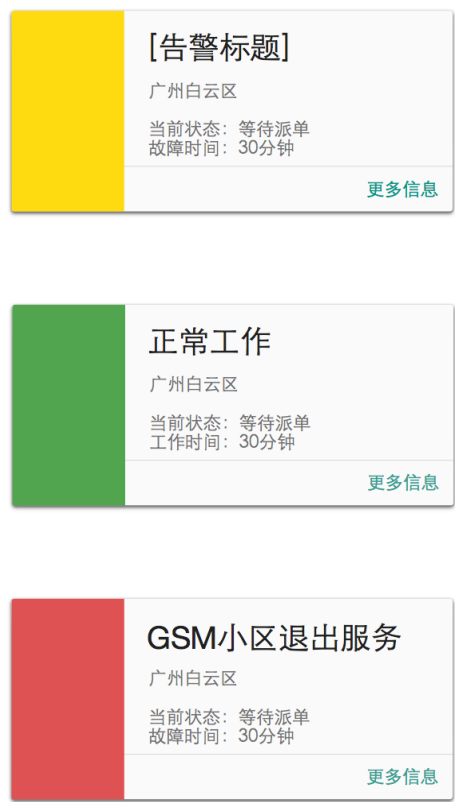 [告警标题]
广州白云区
当前状态：等待派单
故障时间：30分钟
更多信息
正常工作
广州白云区
当前状态：等待派单
工作时间：30分钟
更多信息
GSM小区退出服务
广州白云区
当前状态：等待派单
故障时间：30分钟
更多信息